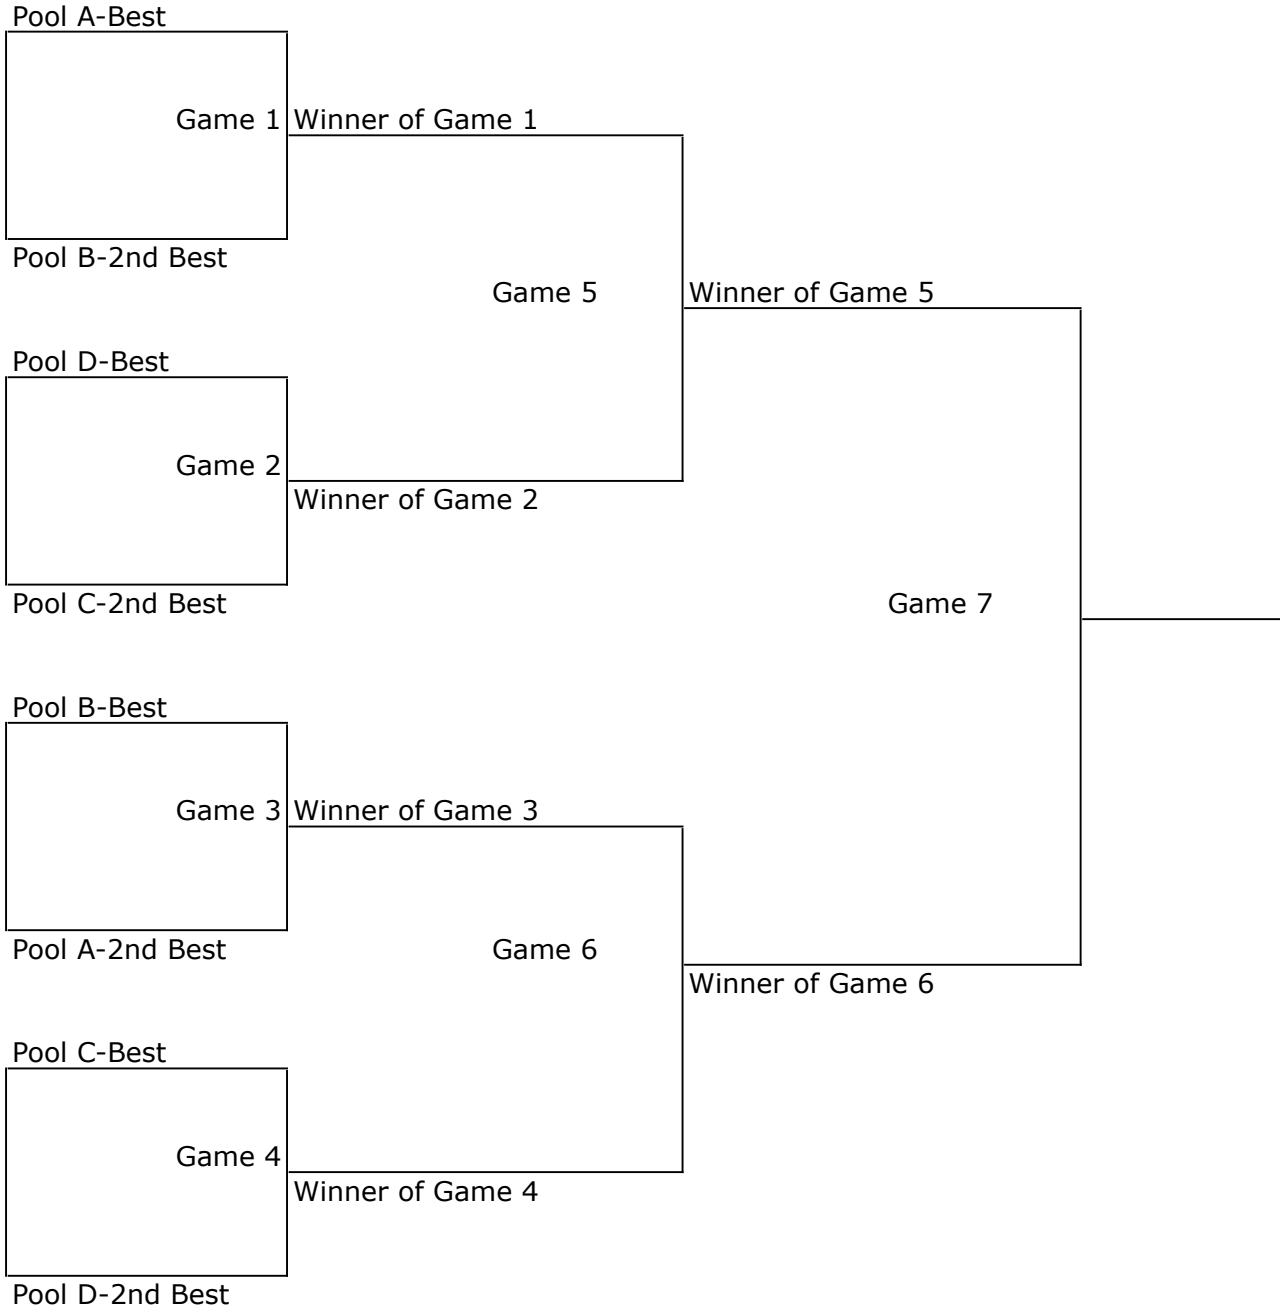 Pool A-Best
Game 1
Winner of Game 1
Pool B-2nd Best
Game 5
Winner of Game 5
Pool D-Best
Game 2
Winner of Game 2
Pool C-2nd Best
Game 7
Pool B-Best
Game 3
Winner of Game 3
Pool A-2nd Best
Game 6
Winner of Game 6
Pool C-Best
Game 4
Winner of Game 4
Pool D-2nd Best